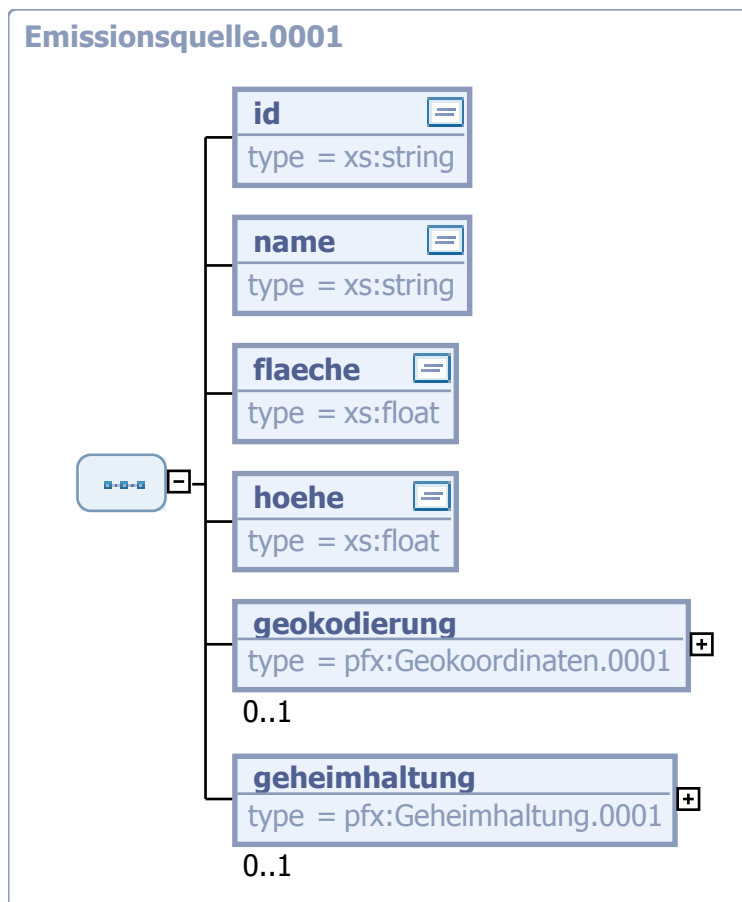 Emissionsquelle.0001
id
type = xs:string
name
type = xs:string
flaeche
type = xs:float
hoehe
type = xs:float
geokodierung
type = pfx:Geokoordinaten.0001
0..1
geheimhaltung
type = pfx:Geheimhaltung.0001
0..1